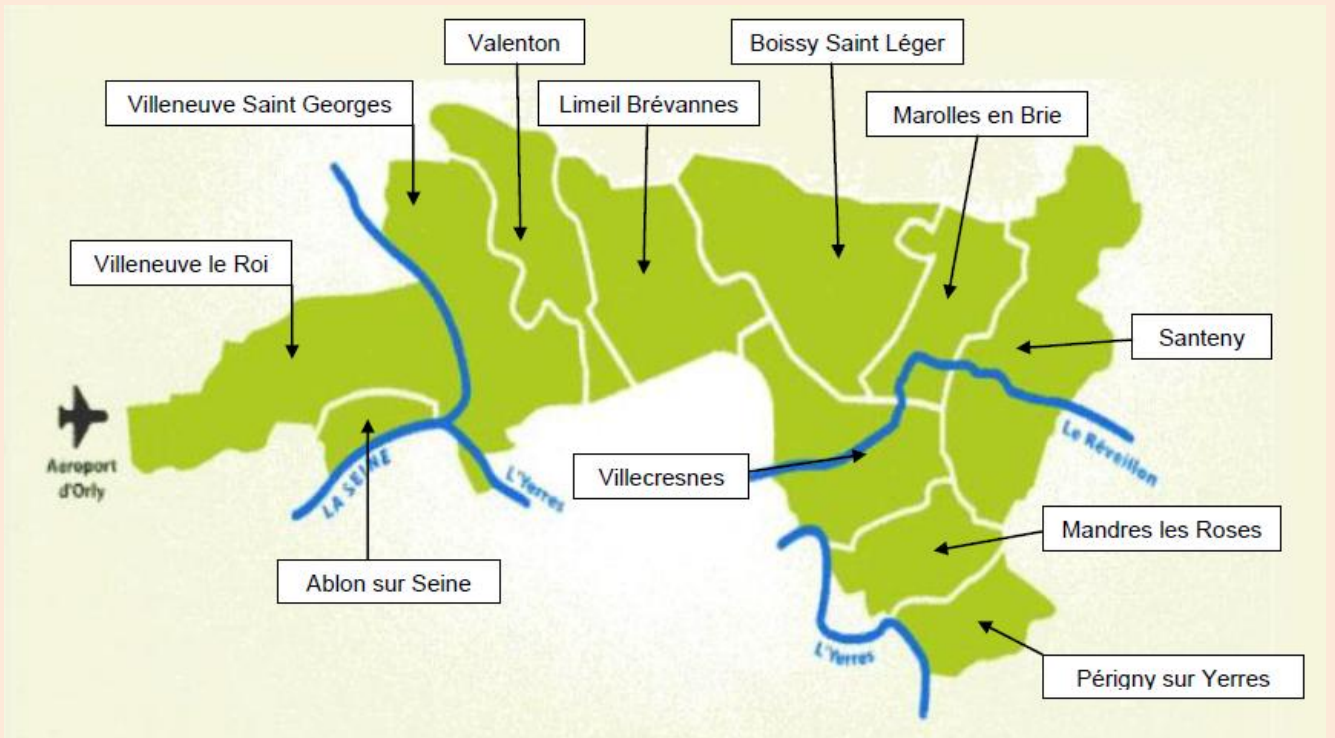 Valenton
Boissy Saint Léger
Villeneuve Saint Georges
Limeil Brévannes
Marolles en Brie
Villeneuve le Roi
Santeny
Aeroport
d'Orly
Le Réveillon
LA SEINE
L'Yerres
Villecresnes
Mandres les Roses
Ablon sur Seine
L'Yerres
Périgny sur Yerres